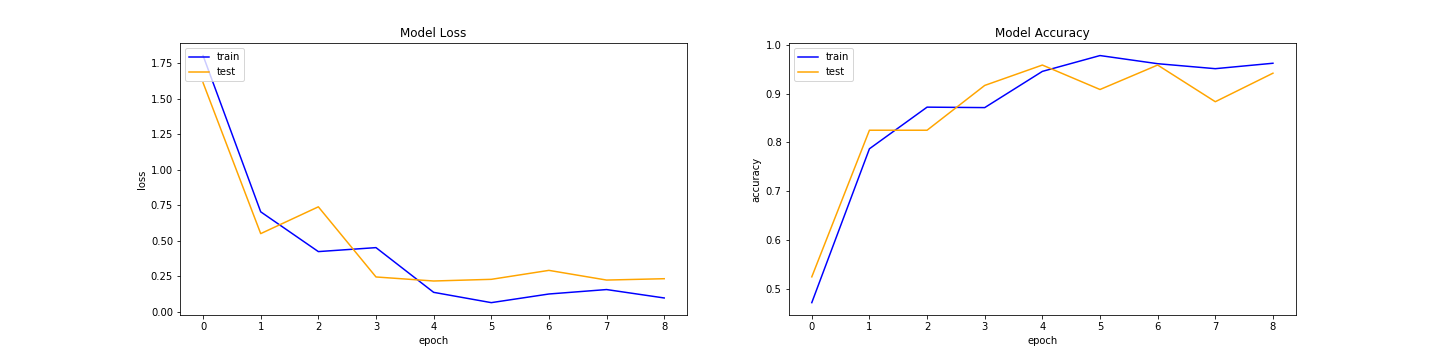 Model Loss
train
test
1.75
1.50
1.25
1.00
0.75
0.50
0.25
0.00
loss
0 1 2 3 4 5 6 7 8
epoch
Model Accuracy
train
test
1.0
0.9
0.8
0.7
0.6
0.5
accuracy
0 1 2 3 4 5 6 7 8
epoch